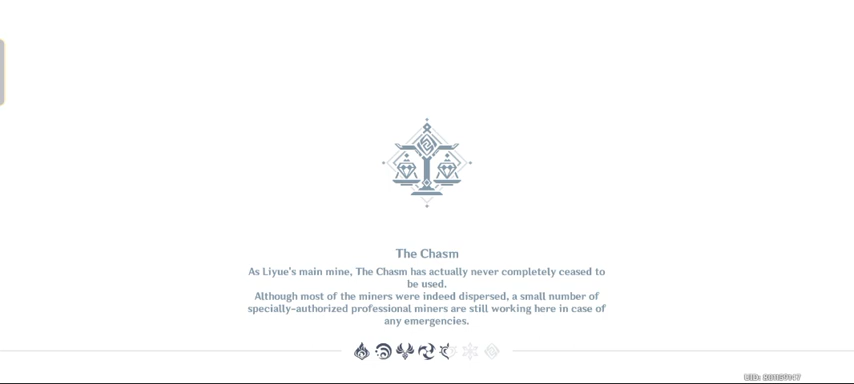 The Chasm
As Liyue's main mine, The Chasm has actually never completely ceased to
be used.
Although most of the miners were indeed dispersed, a small number of
specially-authorized professional miners are still working here in case of
any emergencies.